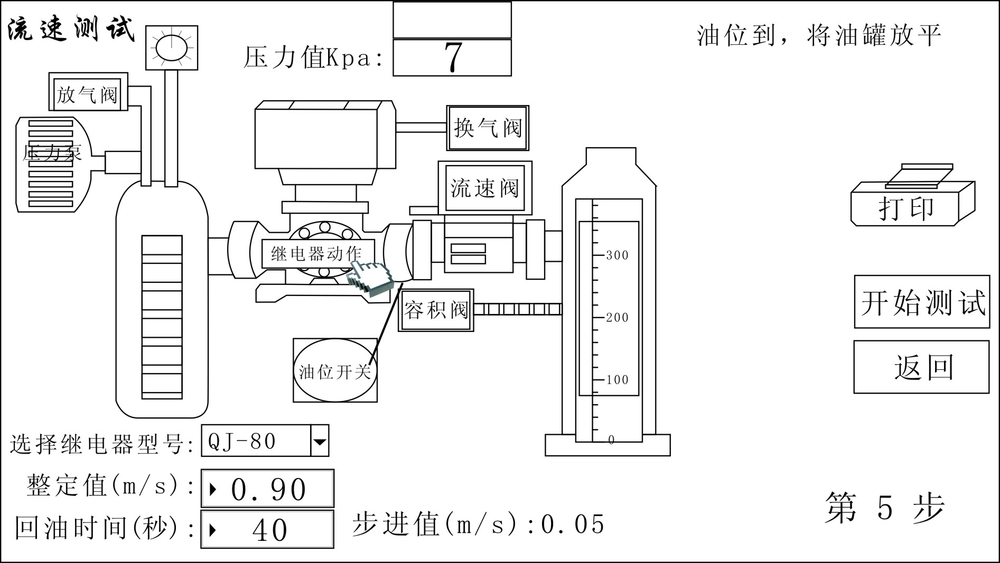 流速测试
压力值Kpa:
7
油位到，将油罐放平
放气阀
压力泵
换气阀
流速阀
继电器动作
容积阀
油位开关
300
200
100
0
打印
开始测试
返回
选择继电器型号:
QJ-80
整定值(m/s):
0.90
回油时间(秒):
40
步进值(m/s):0.05
第 5 步